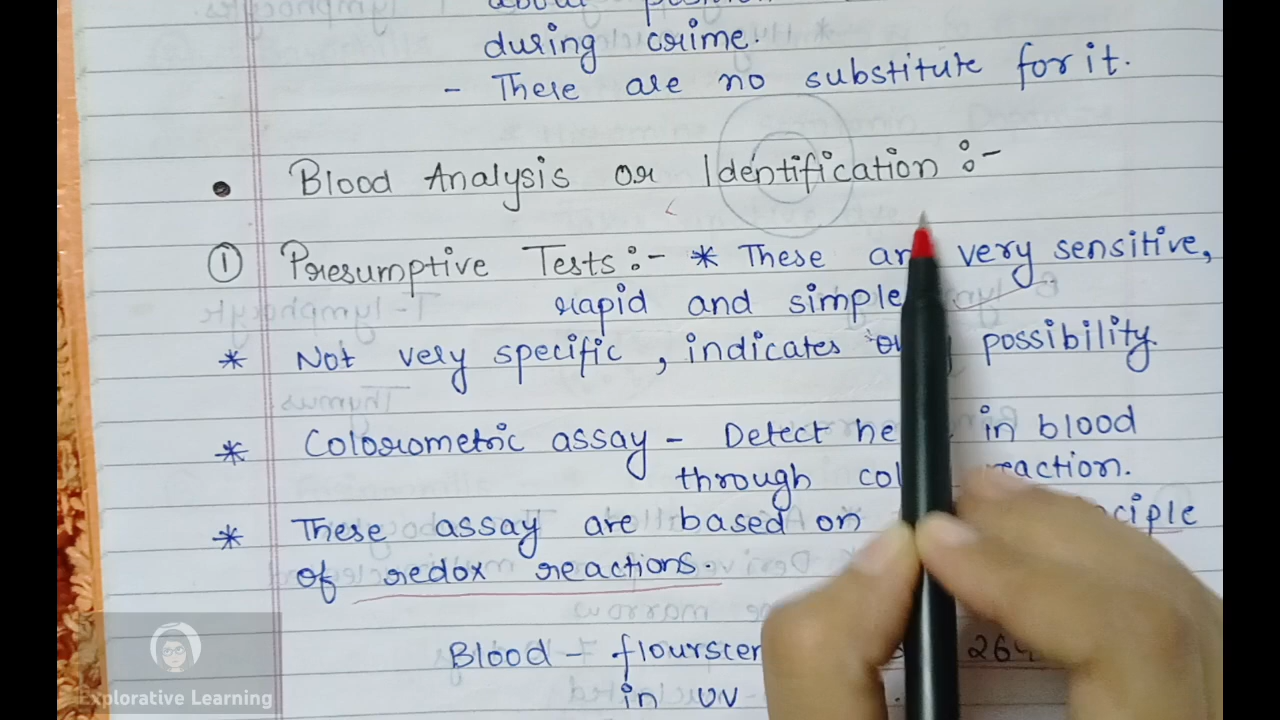 during crime.
- There are no substitute for it.
• Blood Analysis or Identification :-
① Presumptive Tests :- * These are very sensitive,
rapid and simple
* Not very specific, indicates only possibility
* Colorometric assay - Detect in blood
through reaction.
* These assay are based on
of redox reactions.
Blood -
in UV
Explorative Learning